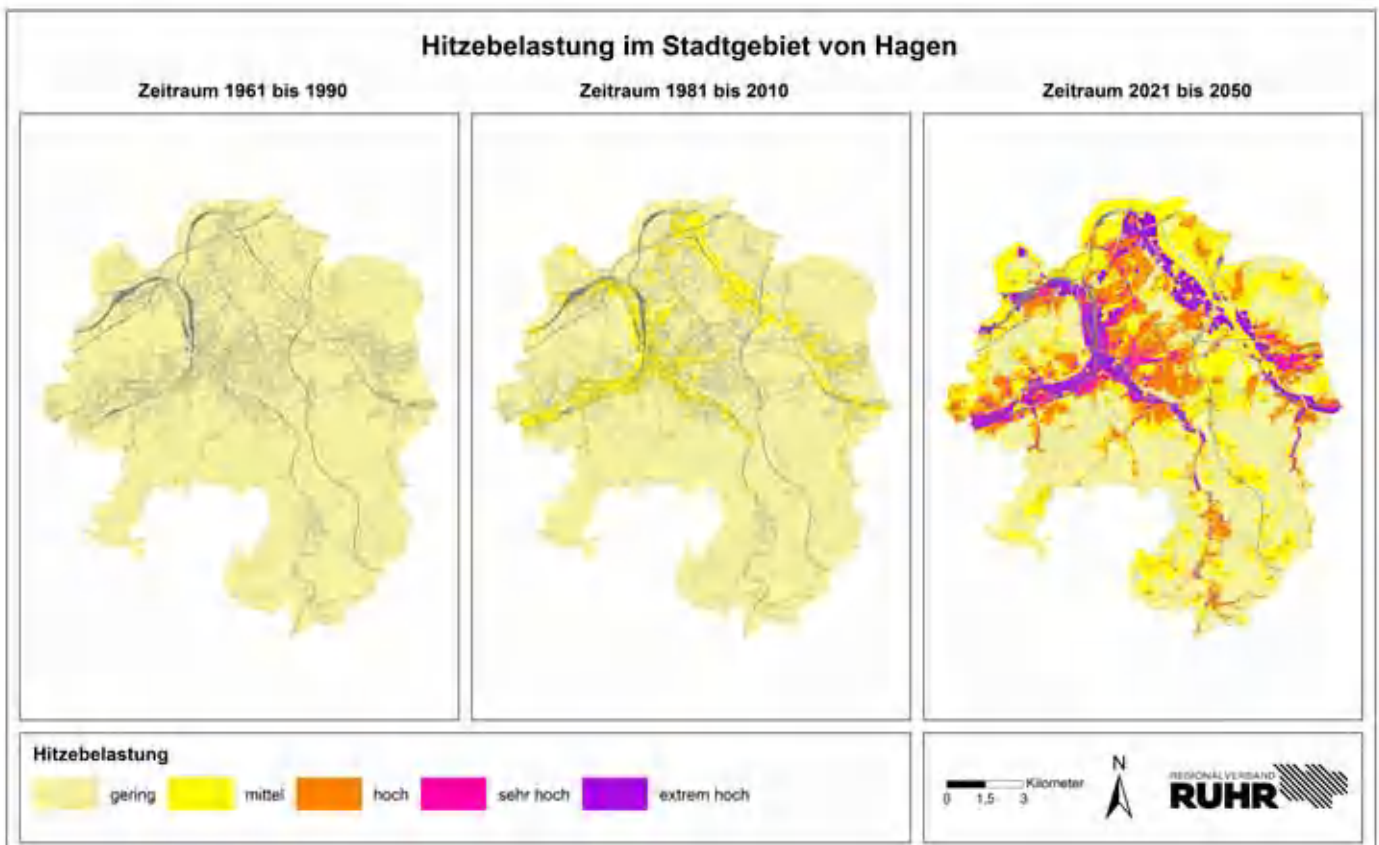 Hitzebelastung im Stadtgebiet von Hagen
Zeitraum 1961 bis 1990
Zeitraum 1981 bis 2010
Zeitraum 2021 bis 2050
Hitzebelastung
gering
mittel
hoch
sehr hoch
extrem hoch
Kilometer
0 1,5 3
N
REGIONALVERBAND
RUHR